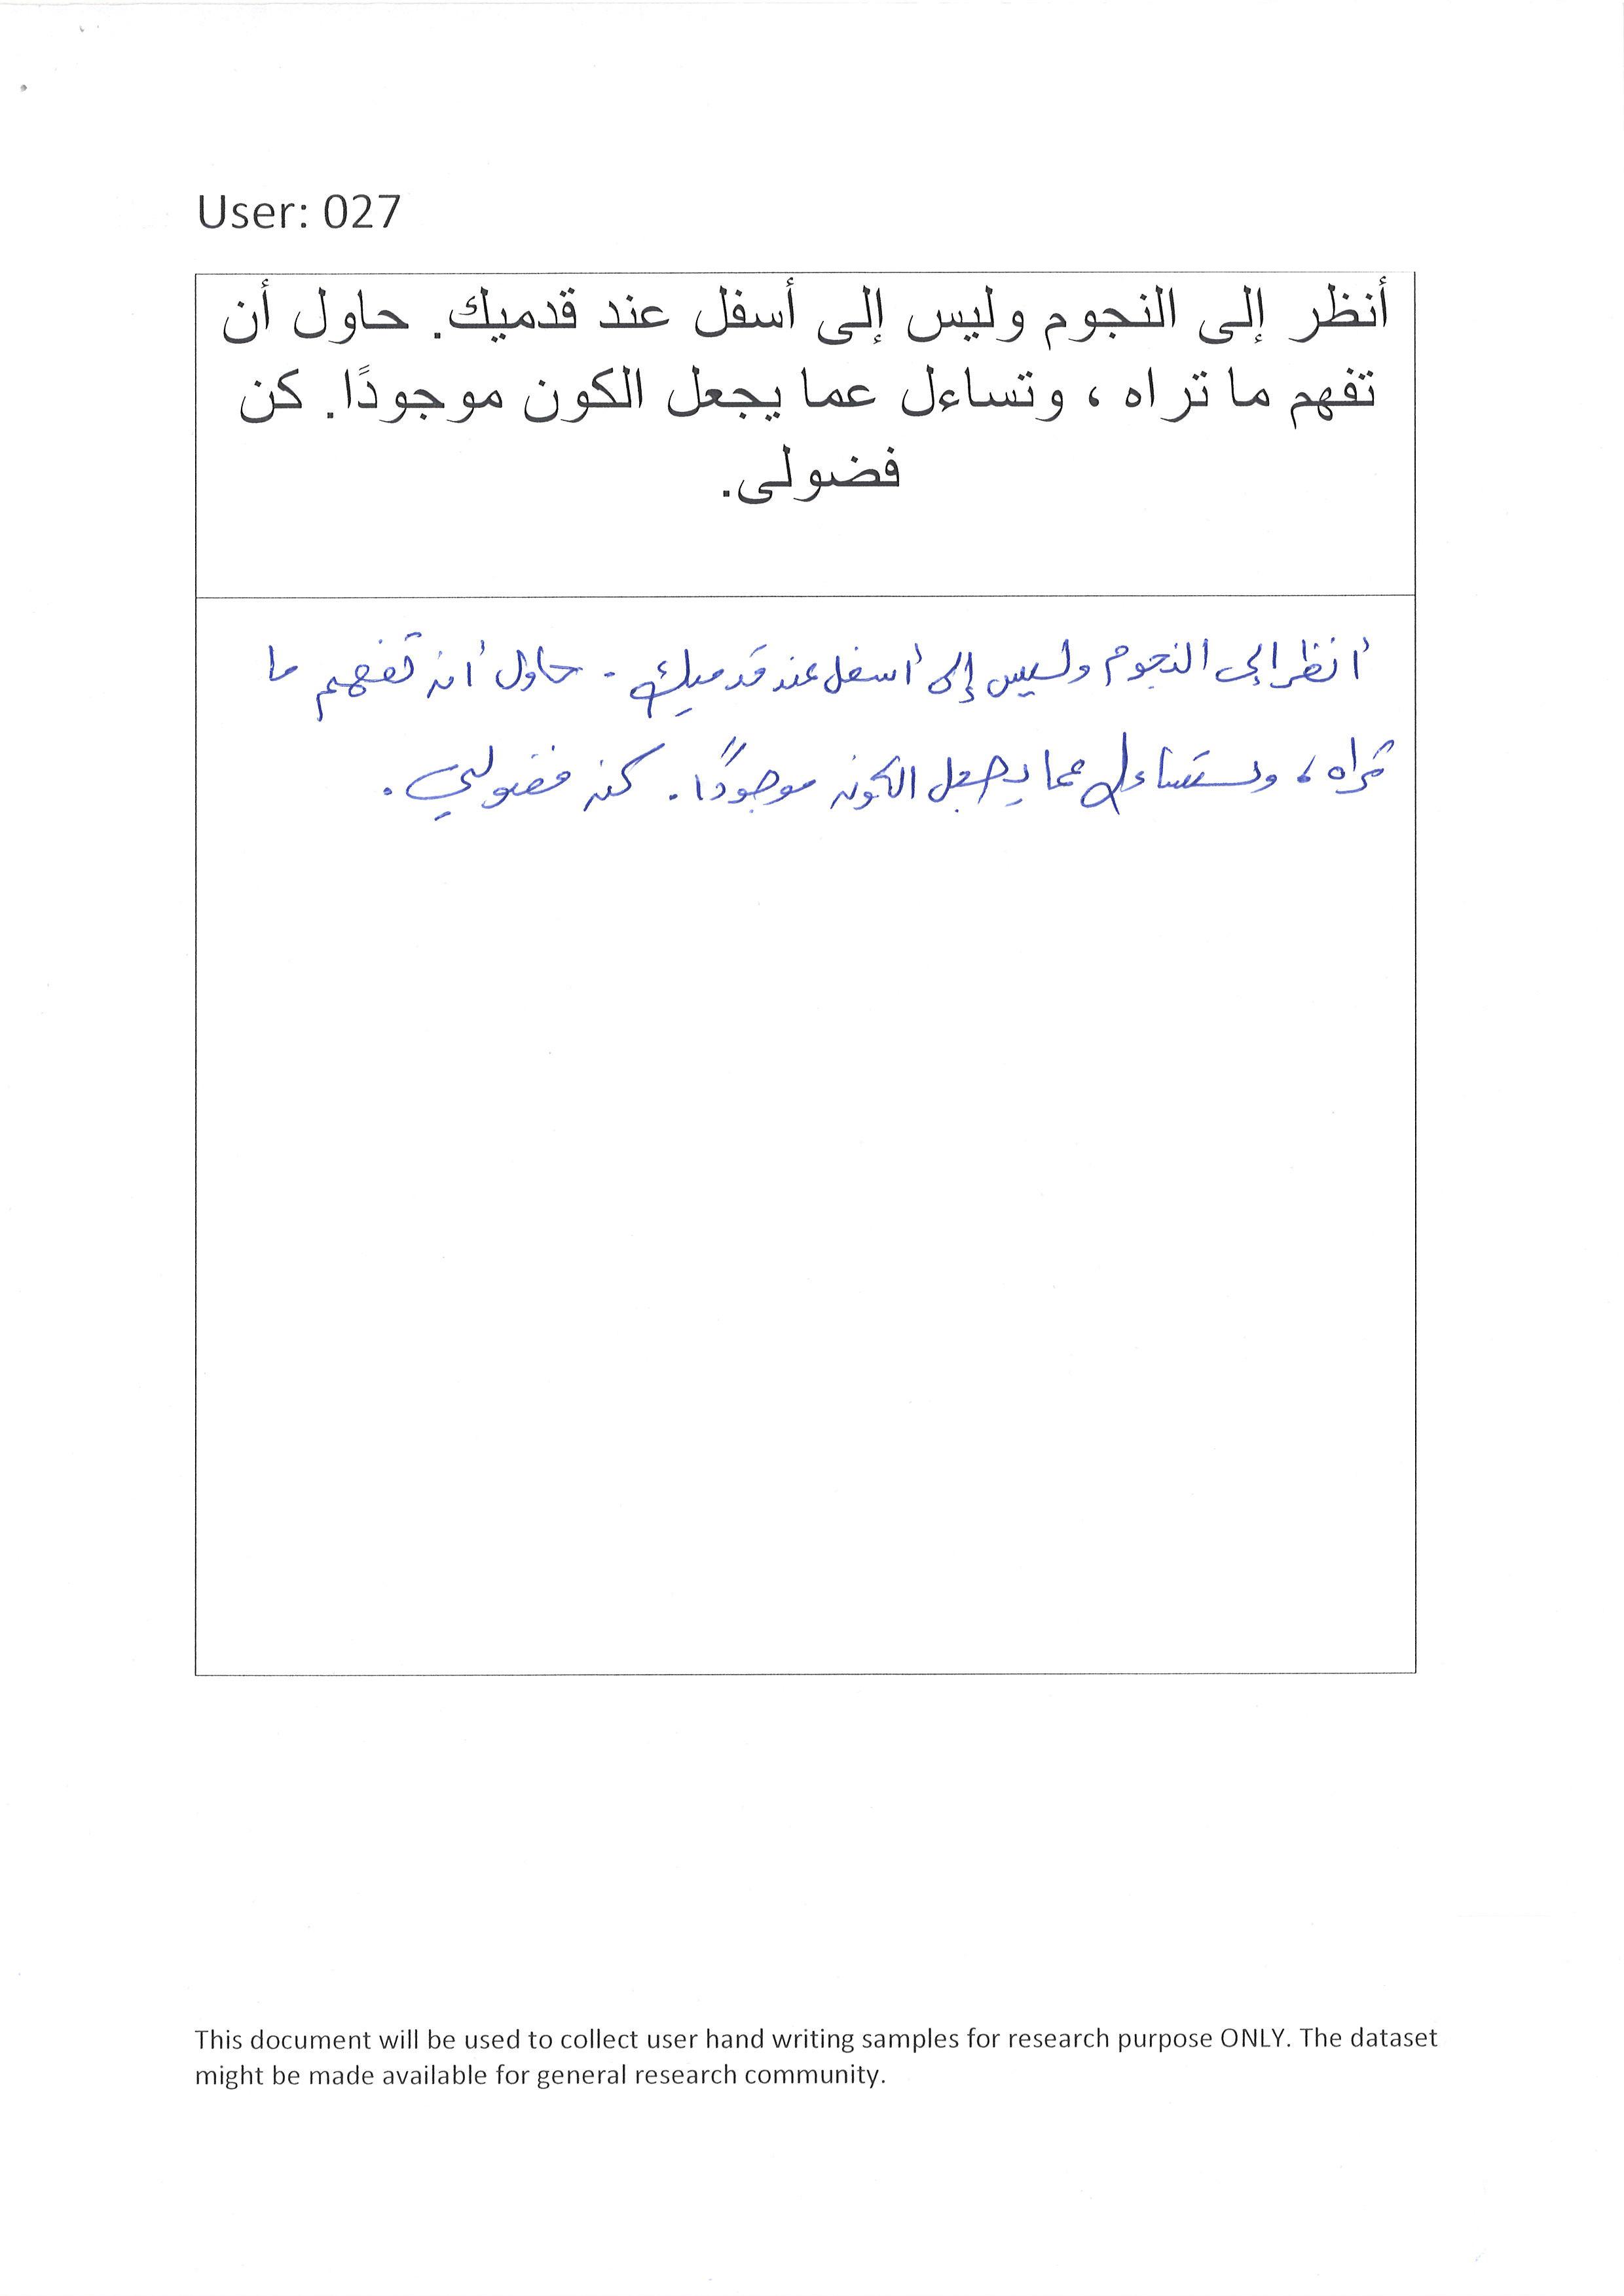 User: 027
أنظر إلى النجوم وليس إلى أسفل عند قدميك. حاول أن
تفهم ما تراه ، وتساءل عما يجعل الكون موجودًا. كن
فضولى.
أنظر إلى النجوم وليس إلى أسفل عند قدميك. حاول أن تفهم ما
تراه ، وتساءل عما يجعل الكون موجودًا. كن فضولي.
This document will be used to collect user hand writing samples for research purpose ONLY. The dataset
might be made available for general research community.